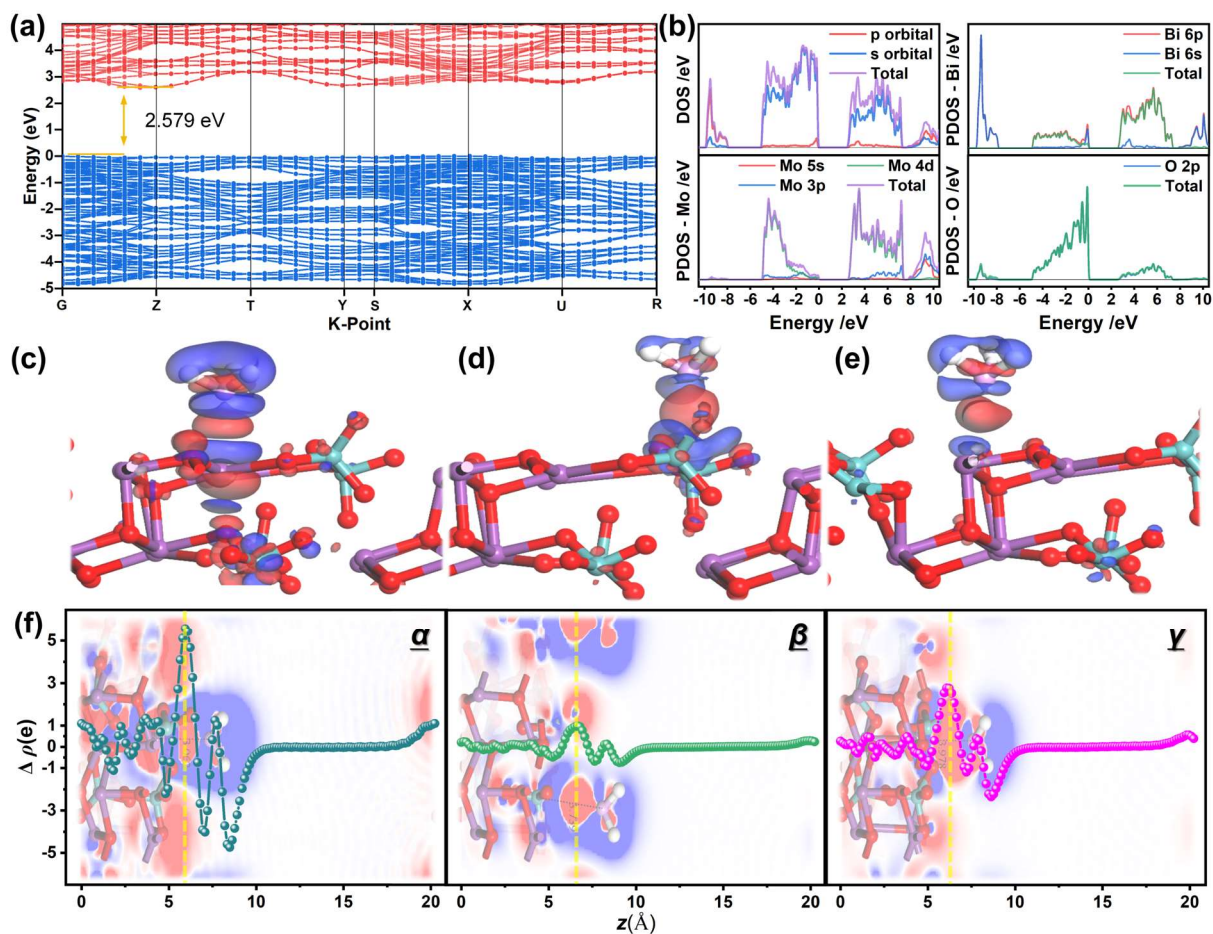 (a)
Energy (eV)
4
3
2
1
0
-1
-2
-3
-4
-5
2.579 eV
G Z T Y S X U R
K-Point
(b)
DOS /eV
p orbital
s orbital
Total
PDOS - Bi /eV
Bi 6p
Bi 6s
Total
PDOS - Mo /eV
Mo 5s Mo 4d
Mo 3p Total
PDOS - O /eV
O 2p
Total
-10 -8 -6 -4 -2 0 2 4 6 8 10
Energy /eV
-10 -8 -6 -4 -2 0 2 4 6 8 10
Energy /eV
(c)
(d)
(e)
(f)
Δ ρ(e)
5
3
1
0
-1
-3
-5
α
β
γ
0 5 10 15 20
0 5 10 15 20
0 5 10 15 20
z(Å)